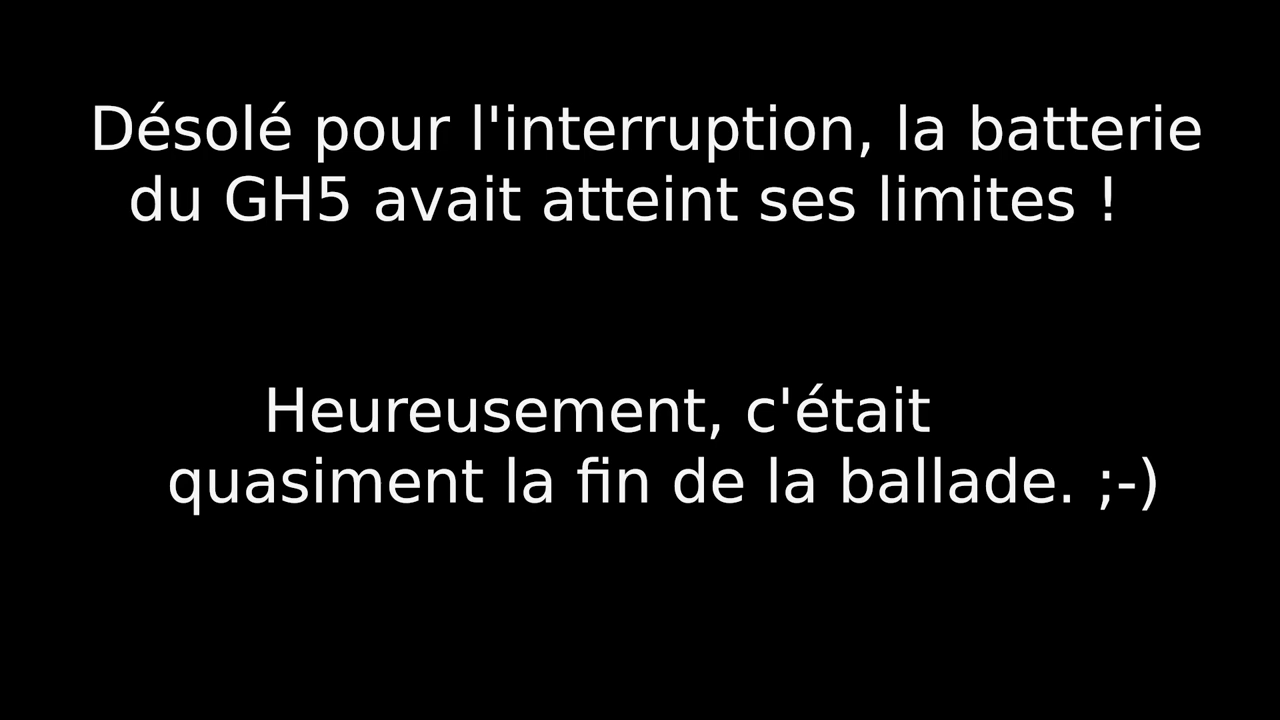 Désolé pour l'interruption, la batterie
du GH5 avait atteint ses limites !
Heureusement, c'était
quasiment la fin de la ballade. ;-)